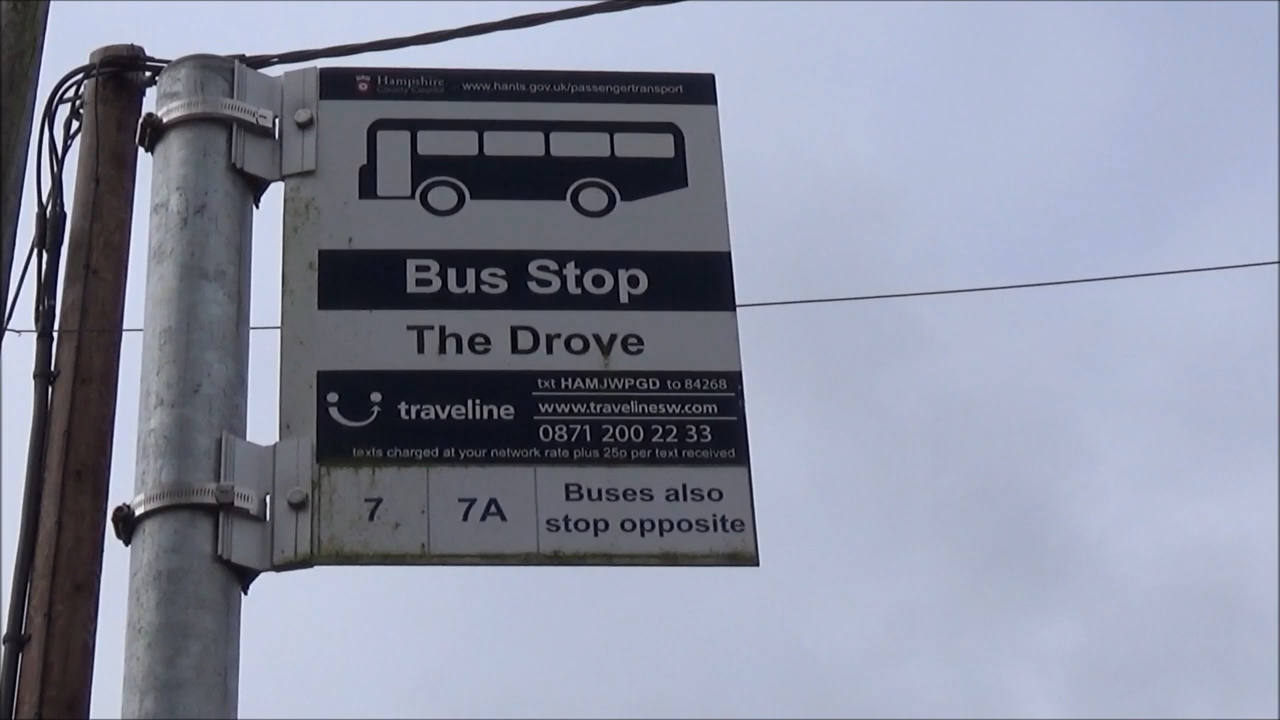 Hampshire
County Council
www.hants.gov.uk/passengertransport
Bus Stop
The Drove
traveline
txt HAMJWPGD to 84268
www.travelinesw.com
0871 200 22 33
texts charged at your network rate plus 25p per text received
7
7A
Buses also
stop opposite